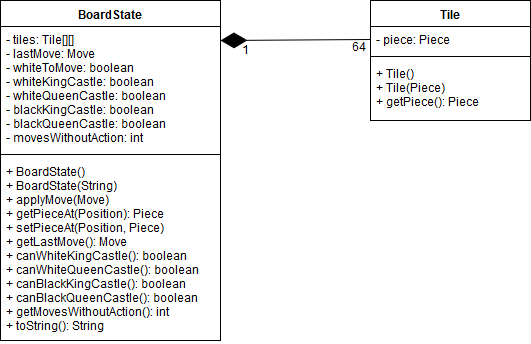 BoardState
- tiles: Tile[][]
- lastMove: Move
- whiteToMove: boolean
- whiteKingCastle: boolean
- whiteQueenCastle: boolean
- blackKingCastle: boolean
- blackQueenCastle: boolean
- movesWithoutAction: int
+ BoardState()
+ BoardState(String)
+ applyMove(Move)
+ getPieceAt(Position): Piece
+ setPieceAt(Position, Piece)
+ getLastMove(): Move
+ canWhiteKingCastle(): boolean
+ canWhiteQueenCastle(): boolean
+ canBlackKingCastle(): boolean
+ canBlackQueenCastle(): boolean
+ getMovesWithoutAction(): int
+ toString(): String
1
64
Tile
- piece: Piece
+ Tile()
+ Tile(Piece)
+ getPiece(): Piece